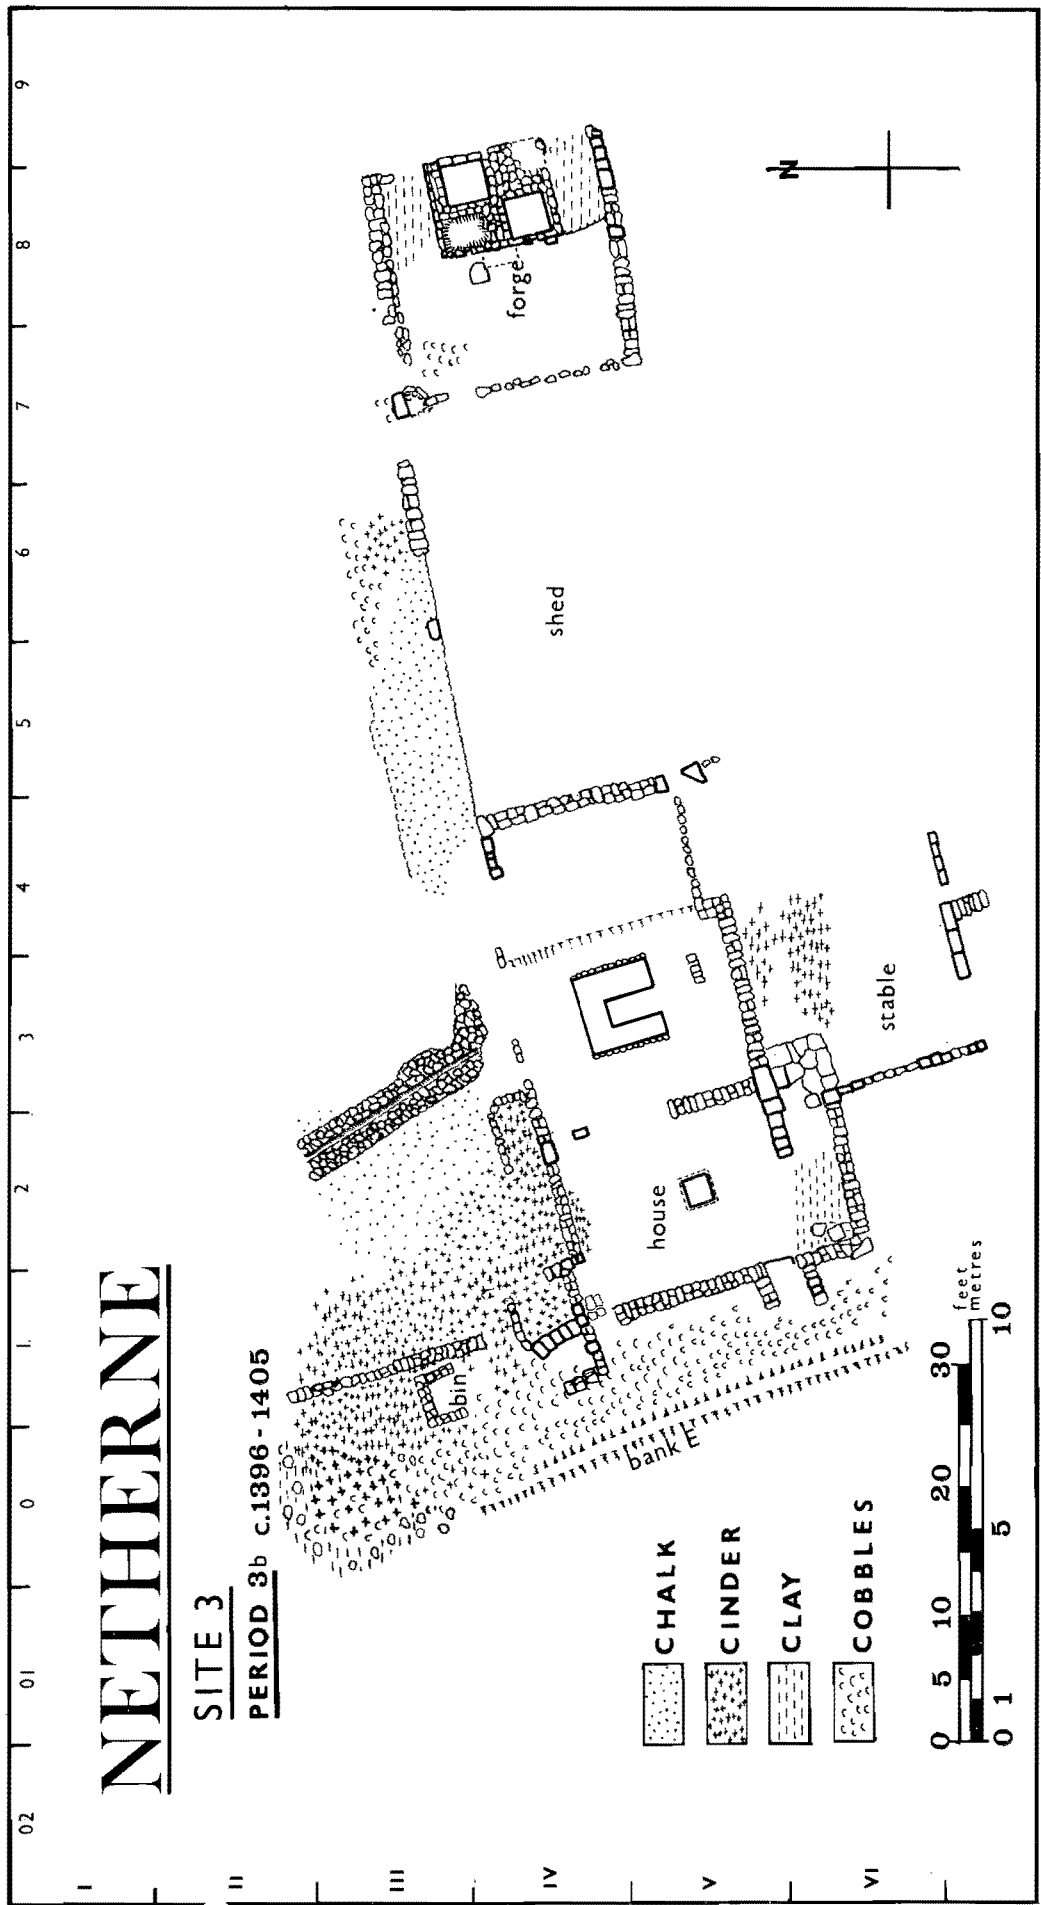 NETHERNE
SITE 3
PERIOD 3b c.1396-1405
02 01 0 1 2 3 4 5 6 7 8 9
I
II
III
IV
V
VI
bin
bank E
house
stable
shed
forge
N
CHALK
CINDER
CLAY
COBBLES
0 5 10 20 30 feet
0 1 5 10 metres